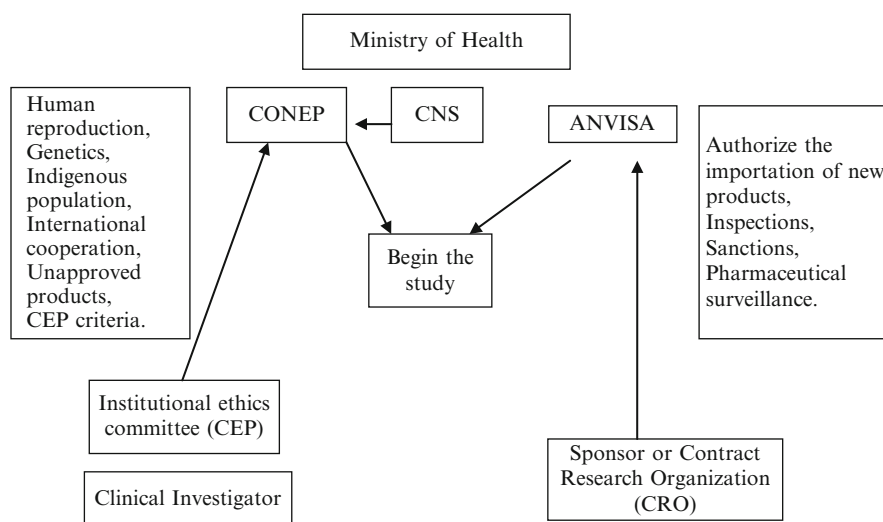 Ministry of Health
Human
reproduction,
Genetics,
Indigenous
population,
International
cooperation,
Unapproved
products,
CEP criteria.
CONEP
CNS
ANVISA
Authorize the
importation of new
products,
Inspections,
Sanctions,
Pharmaceutical
surveillance.
Begin the
study
Institutional ethics
committee (CEP)
Clinical Investigator
Sponsor or Contract
Research Organization
(CRO)